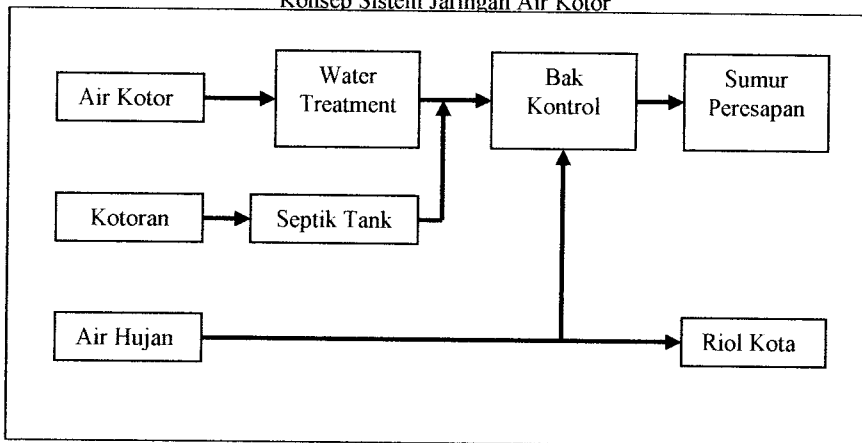 Konsep Sistem Jaringan Air Kotor
Air Kotor
Water
Treatment
Bak
Kontrol
Sumur
Peresapan
Kotoran
Septik Tank
Air Hujan
Riol Kota